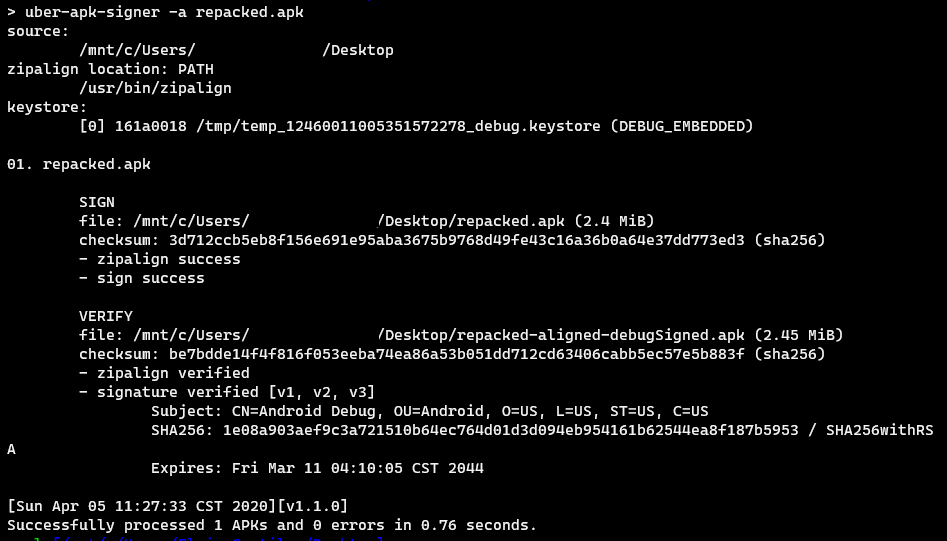 > uber-apk-signer -a repacked.apk
source:
/mnt/c/Users/ /Desktop
zipalign location: PATH
/usr/bin/zipalign
keystore:
[0] 161a0018 /tmp/temp_12460011005351572278_debug.keystore (DEBUG_EMBEDDED)
01. repacked.apk
SIGN
file: /mnt/c/Users/ /Desktop/repacked.apk (2.4 MiB)
checksum: 3d712ccb5eb8f156e691e95aba3675b9768d49fe43c16a36b0a64e37dd773ed3 (sha256)
- zipalign success
- sign success
VERIFY
file: /mnt/c/Users/ /Desktop/repacked-aligned-debugSigned.apk (2.45 MiB)
checksum: be7bdde14f4f816f053eeba74ea86a53b051dd712cd63406cabb5ec57e5b883f (sha256)
- zipalign verified
- signature verified [v1, v2, v3]
Subject: CN=Android Debug, OU=Android, O=US, L=US, ST=US, C=US
SHA256: 1e08a903aef9c3a721510b64ec764d01d3d094eb954161b62544ea8f187b5953 / SHA256withRS
A
Expires: Fri Mar 11 04:10:05 CST 2044
[Sun Apr 05 11:27:33 CST 2020][v1.1.0]
Successfully processed 1 APKs and 0 errors in 0.76 seconds.